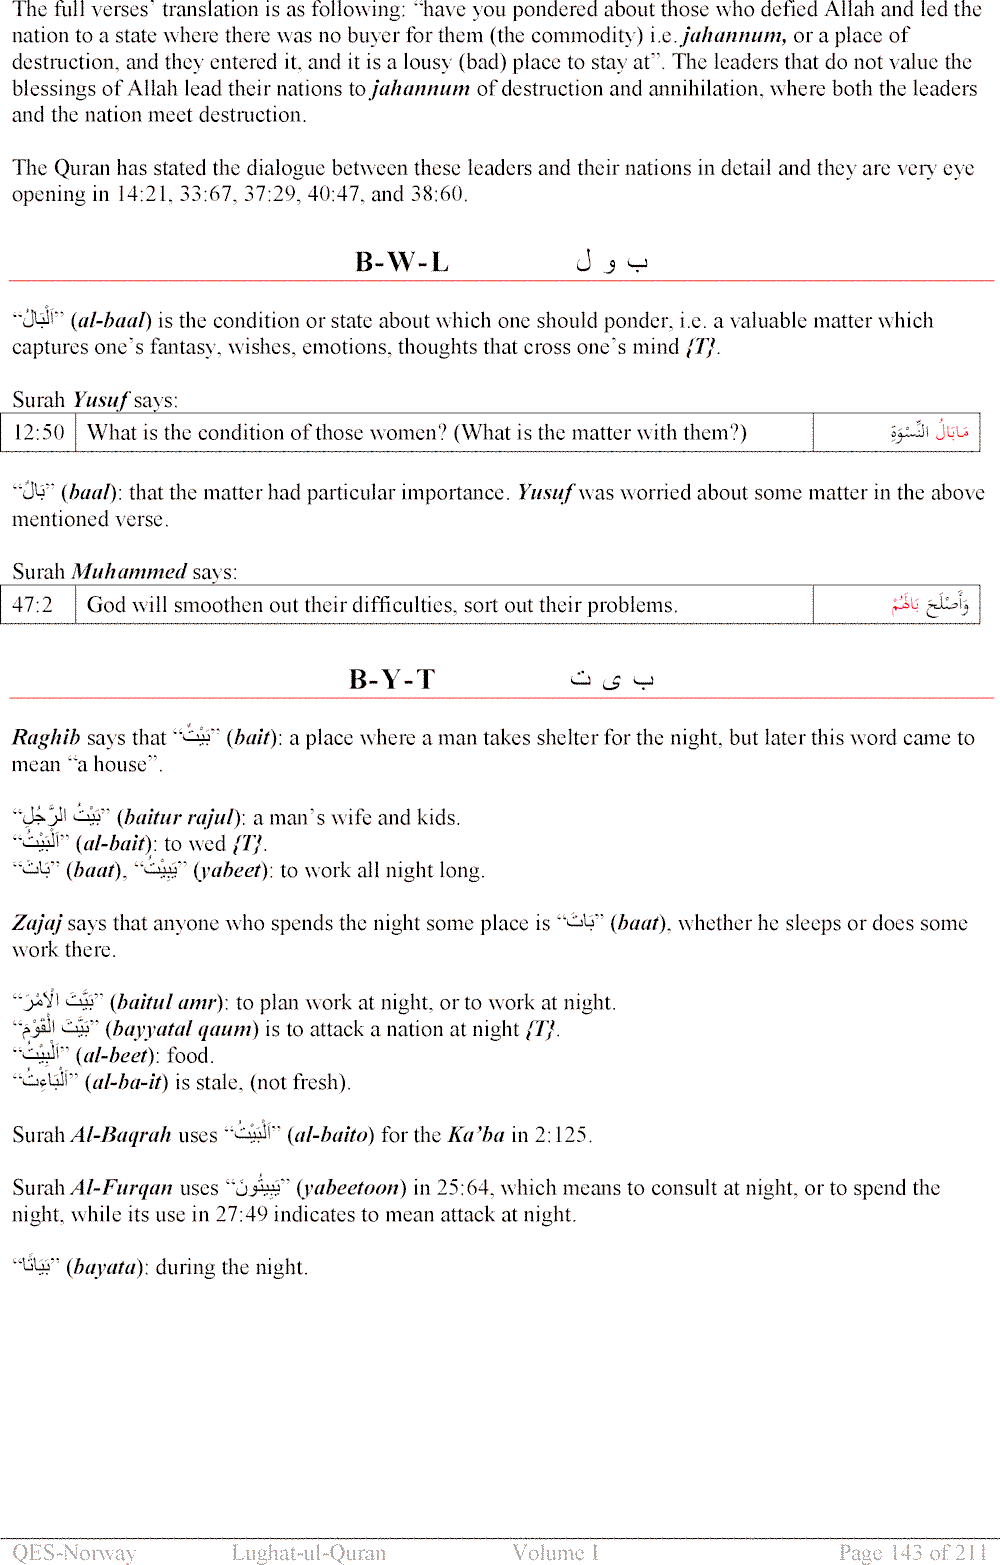 The full verses' translation is as following: "have you pondered about those who defied Allah and led the
nation to a state where there was no buyer for them (the commodity) i.e. jahannum, or a place of
destruction, and they entered it, and it is a lousy (bad) place to stay at". The leaders that do not value the
blessings of Allah lead their nations to jahannum of destruction and annihilation, where both the leaders
and the nation meet destruction.
The Quran has stated the dialogue between these leaders and their nations in detail and they are very eye
opening in 14:21, 33:67, 37:29, 40:47, and 38:60.
B-W-L ب و ل
"اَلْبَالُ" (al-baal) is the condition or state about which one should ponder, i.e. a valuable matter which
captures one's fantasy, wishes, emotions, thoughts that cross one's mind {T}.
Surah Yusuf says:
12:50 What is the condition of those women? (What is the matter with them?) مَابَالُ النِّسْوَةِ
"بَالٌ" (baal): that the matter had particular importance. Yusuf was worried about some matter in the above
mentioned verse.
Surah Muhammed says:
47:2 God will smoothen out their difficulties, sort out their problems. وَأَصْلَحَ بَالَهُمْ
B-Y-T ب ی ت
Raghib says that "بَيْتٌ" (bait): a place where a man takes shelter for the night, but later this word came to
mean "a house".
"بَيْتُ الرَّجُلِ" (baitur rajul): a man's wife and kids.
"اَلْبَيْتُ" (al-bait): to wed {T}.
"بَاتَ" (baat), "يَبِيْتُ" (yabeet): to work all night long.
Zajaj says that anyone who spends the night some place is "بَاتَ" (baat), whether he sleeps or does some
work there.
"بَيَّتَ الْاَمْرَ" (baitul amr): to plan work at night, or to work at night.
"بَيَّتَ الْقَوْمَ" (bayyatal qaum) is to attack a nation at night {T}.
"اَلْبِيْتُ" (al-beet): food.
"اَلْبَاءِتُ" (al-ba-it) is stale, (not fresh).
Surah Al-Baqrah uses "اَلْبَيْتُ" (al-baito) for the Ka'ba in 2:125.
Surah Al-Furqan uses "يَبِيتُونَ" (yabeetoon) in 25:64, which means to consult at night, or to spend the
night, while its use in 27:49 indicates to mean attack at night.
"بَيَاتًا" (bayata): during the night.
QES-Norway Lughat-ul-Quran Volume I Page 143 of 211